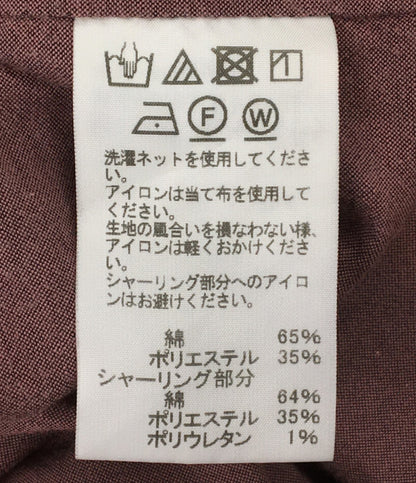 F W
洗濯ネットを使用してくださ
い。
アイロンは当て布を使用して
ください。
生地の風合いを損なわない様、
アイロンは軽くおかけください。
シャーリング部分へのアイロ
ンはお避けください。
綿 65%
ポリエステル 35%
シャーリング部分
綿 64%
ポリエステル 35%
ポリウレタン 1%